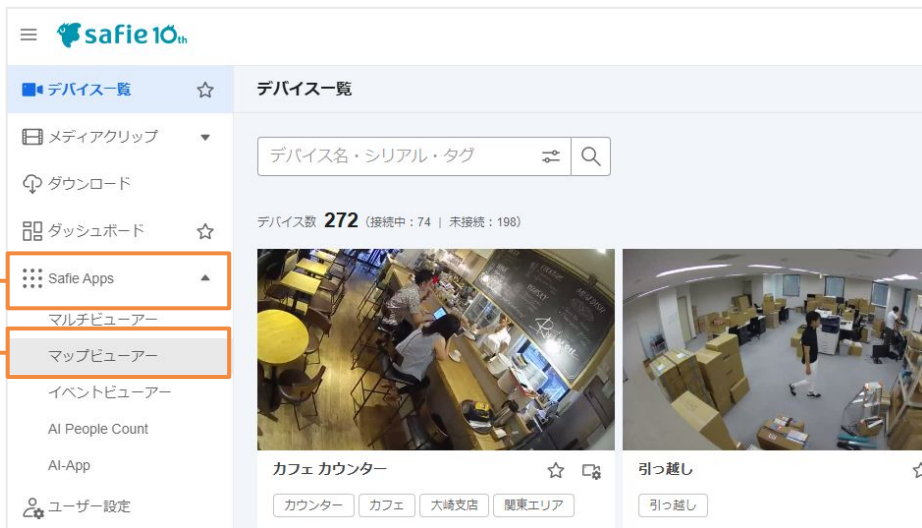 safie 10th
デバイス一覧
メディアクリップ
ダウンロード
ダッシュボード
Safie Apps
マルチビューアー
マップビューアー
イベントビューアー
AI People Count
AI-App
ユーザー設定
デバイス一覧
デバイス名・シリアル・タグ
デバイス数 272 (接続中:74 | 未接続:198)
カフェ カウンター
カウンター カフェ 大崎支店 関東エリア
引っ越し
引っ越し